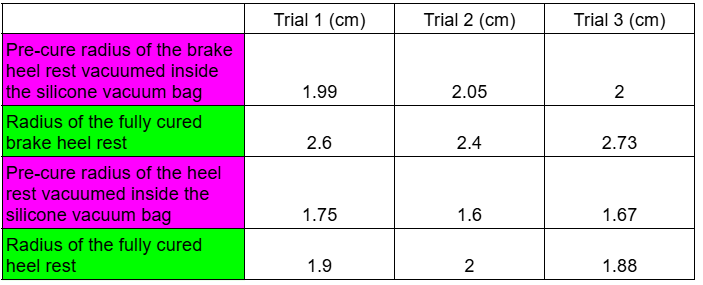 Trial 1 (cm) Trial 2 (cm) Trial 3 (cm)
Pre-cure radius of the brake
heel rest vacuumed inside
the silicone vacuum bag 1.99 2.05 2
Radius of the fully cured
brake heel rest 2.6 2.4 2.73
Pre-cure radius of the heel
rest vacuumed inside the
silicone vacuum bag 1.75 1.6 1.67
Radius of the fully cured
heel rest 1.9 2 1.88